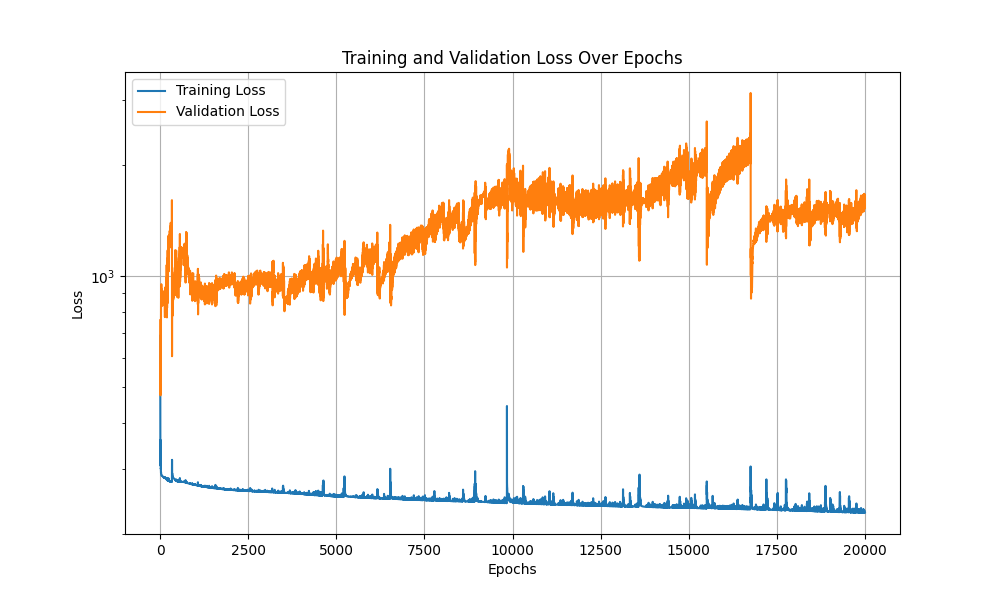 Training and Validation Loss Over Epochs
Training Loss
Validation Loss
10³
Loss
0 2500 5000 7500 10000 12500 15000 17500 20000
Epochs